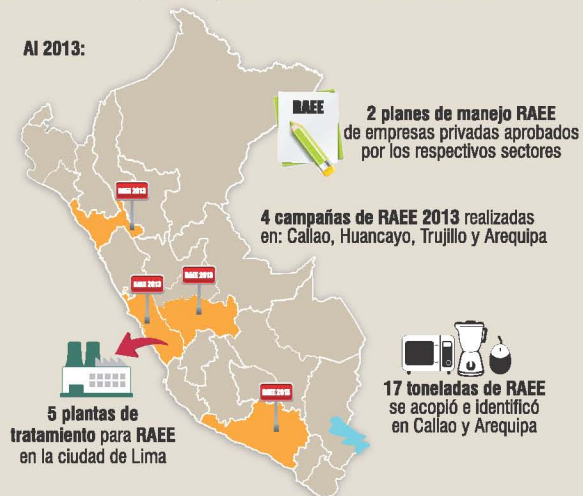 Al 2013:
RAEE
2 planes de manejo RAEE
de empresas privadas aprobados
por los respectivos sectores
RAEE 2013
4 campañas de RAEE 2013 realizadas
en: Callao, Huancayo, Trujillo y Arequipa
RAEE 2013
RAEE 2013
5 plantas de
tratamiento para RAEE
en la ciudad de Lima
17 toneladas de RAEE
se acopió e identificó
en Callao y Arequipa